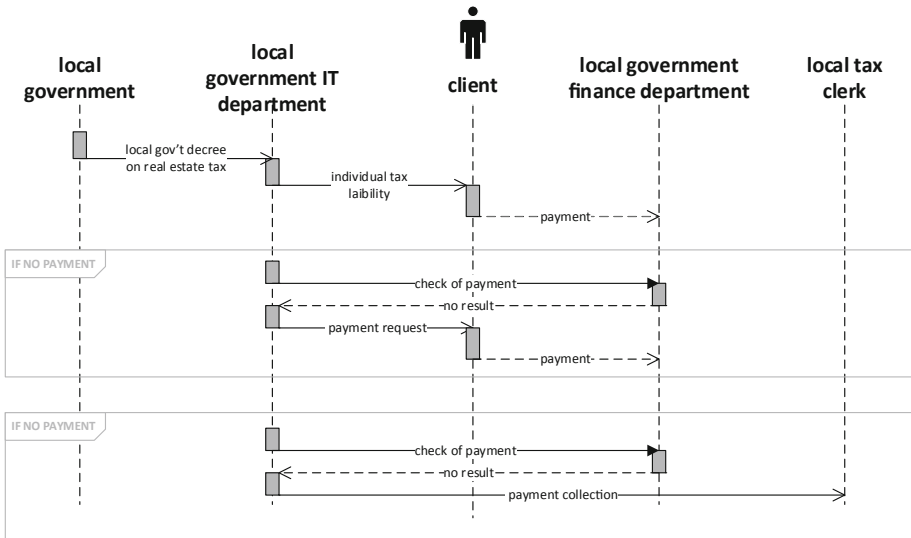 local
government
local
government IT
department
client
local government
finance department
local tax
clerk
local gov't decree
on real estate tax
individual tax
laibility
payment
IF NO PAYMENT
check of payment
no result
payment request
payment
IF NO PAYMENT
check of payment
no result
payment collection